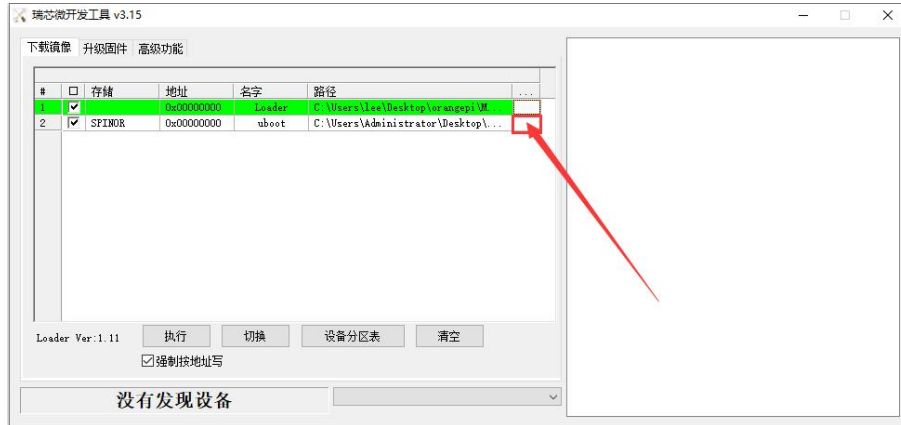 瑞芯微开发工具 v3.15
下载镜像 升级固件 高级功能
# 存储 地址 名字 路径 ...
1 0x00000000 Loader C:\Users\lee\Desktop\orangepi\M...
2 SPINOR 0x00000000 uboot C:\Users\Administrator\Desktop\...
Loader Ver:1.11 执行 切换 设备分区表 清空
强制按地址写
没有发现设备